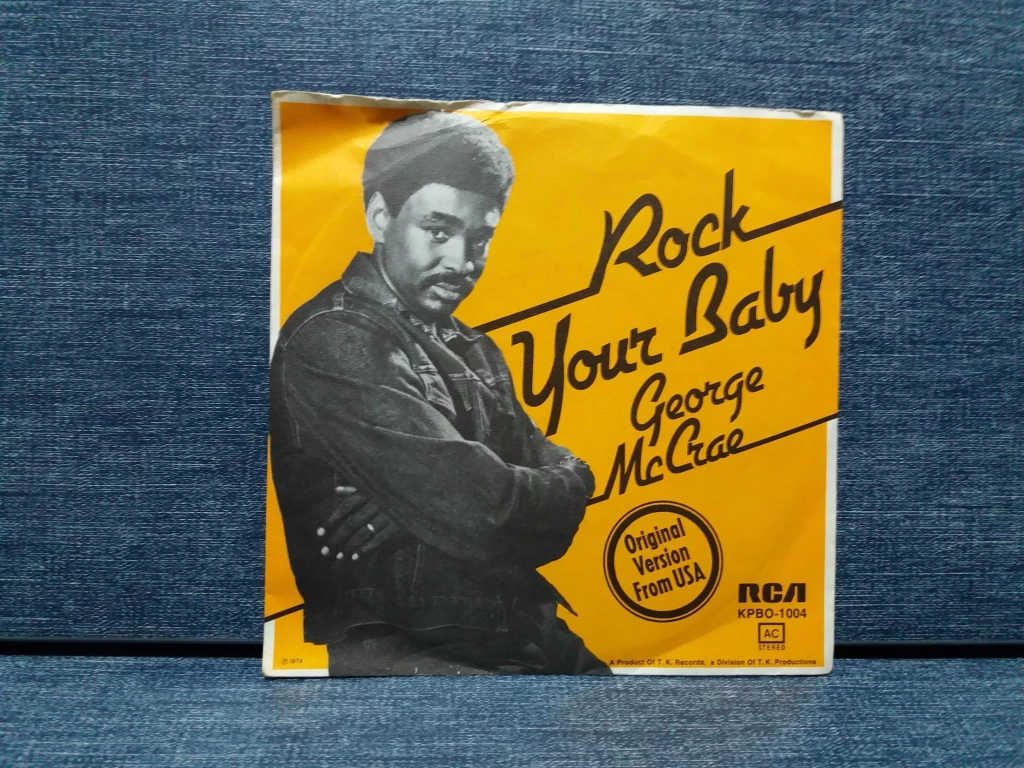 Rock
Your Baby
George
McCrae
Original
Version
From USA
RCA
KPBO-1004
AC
STEREO
℗ 1974
A Product Of T. K. Records, a Division Of T. K. Productions